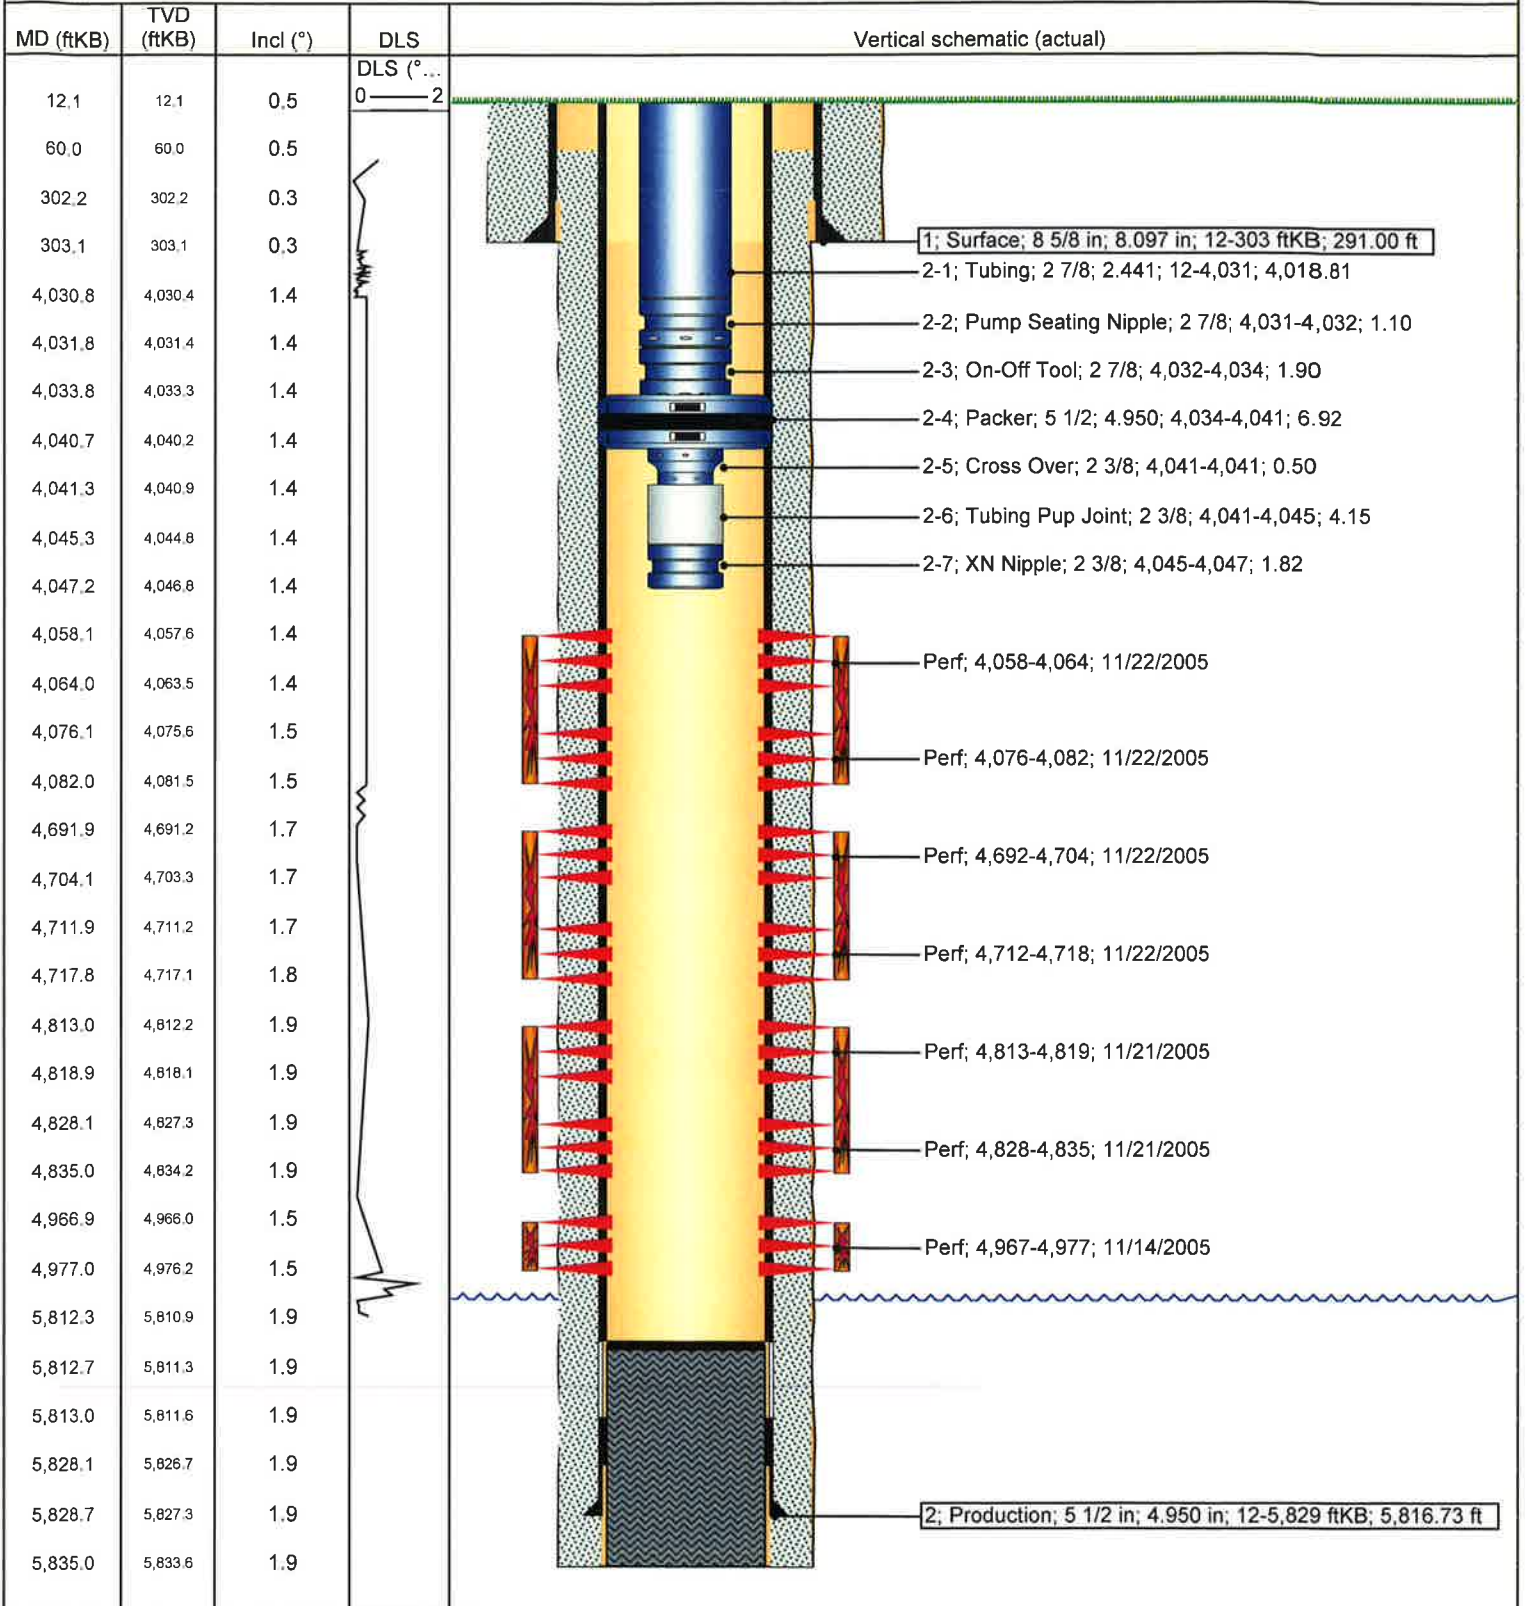 MD (ftKB) TVD (ftKB) Incl (°) DLS Vertical schematic (actual)
DLS (°...
0 2
12.1 12.1 0.5
60.0 60.0 0.5
302.2 302.2 0.3
303.1 303.1 0.3
1; Surface; 8 5/8 in; 8.097 in; 12-303 ftKB; 291.00 ft
2-1; Tubing; 2 7/8; 2.441; 12-4,031; 4,018.81
4,030.8 4,030.4 1.4
2-2; Pump Seating Nipple; 2 7/8; 4,031-4,032; 1.10
4,031.8 4,031.4 1.4
2-3; On-Off Tool; 2 7/8; 4,032-4,034; 1.90
4,033.8 4,033.3 1.4
2-4; Packer; 5 1/2; 4.950; 4,034-4,041; 6.92
4,040.7 4,040.2 1.4
2-5; Cross Over; 2 3/8; 4,041-4,041; 0.50
4,041.3 4,040.9 1.4
2-6; Tubing Pup Joint; 2 3/8; 4,041-4,045; 4.15
4,045.3 4,044.8 1.4
2-7; XN Nipple; 2 3/8; 4,045-4,047; 1.82
4,047.2 4,046.8 1.4
4,058.1 4,057.6 1.4
Perf; 4,058-4,064; 11/22/2005
4,064.0 4,063.5 1.4
4,076.1 4,075.6 1.5
Perf; 4,076-4,082; 11/22/2005
4,082.0 4,081.5 1.5
4,691.9 4,691.2 1.7
Perf; 4,692-4,704; 11/22/2005
4,704.1 4,703.3 1.7
4,711.9 4,711.2 1.7
Perf; 4,712-4,718; 11/22/2005
4,717.8 4,717.1 1.8
4,813.0 4,812.2 1.9
Perf; 4,813-4,819; 11/21/2005
4,818.9 4,818.1 1.9
4,828.1 4,827.3 1.9
Perf; 4,828-4,835; 11/21/2005
4,835.0 4,834.2 1.9
4,966.9 4,966.0 1.5
Perf; 4,967-4,977; 11/14/2005
4,977.0 4,976.2 1.5
5,812.3 5,810.9 1.9
5,812.7 5,811.3 1.9
5,813.0 5,811.6 1.9
5,828.1 5,826.7 1.9
5,828.7 5,827.3 1.9
2; Production; 5 1/2 in; 4.950 in; 12-5,829 ftKB; 5,816.73 ft
5,835.0 5,833.6 1.9